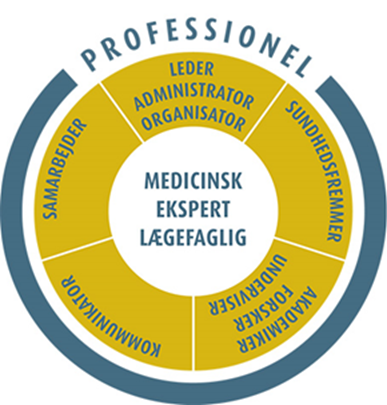 PROFESSIONEL
LEDER
ADMINISTRATOR
ORGANISATOR
SUNDHEDSFREMMER
AKADEMIKER
FORSKER
UNDERVISER
KOMMUNIKATOR
SAMARBEJDER
MEDICINSK
EKSPERT
LÆGEFAGLIG